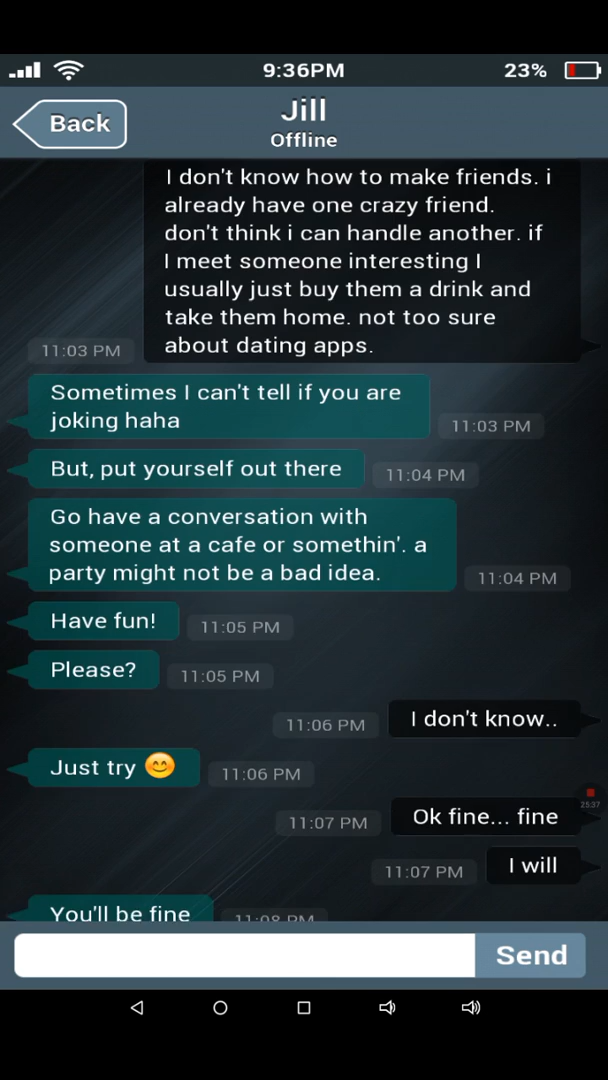 9:36PM
23%
Back
Jill
Offline
I don't know how to make friends. i
already have one crazy friend.
don't think i can handle another. if
I meet someone interesting I
usually just buy them a drink and
take them home. not too sure
about dating apps.
11:03 PM
Sometimes I can't tell if you are
joking haha
11:03 PM
But, put yourself out there
11:04 PM
Go have a conversation with
someone at a cafe or somethin'. a
party might not be a bad idea.
11:04 PM
Have fun!
11:05 PM
Please?
11:05 PM
I don't know..
11:06 PM
Just try 😊
11:06 PM
25:37
Ok fine... fine
11:07 PM
I will
11:07 PM
You'll be fine
11:08 PM
Send